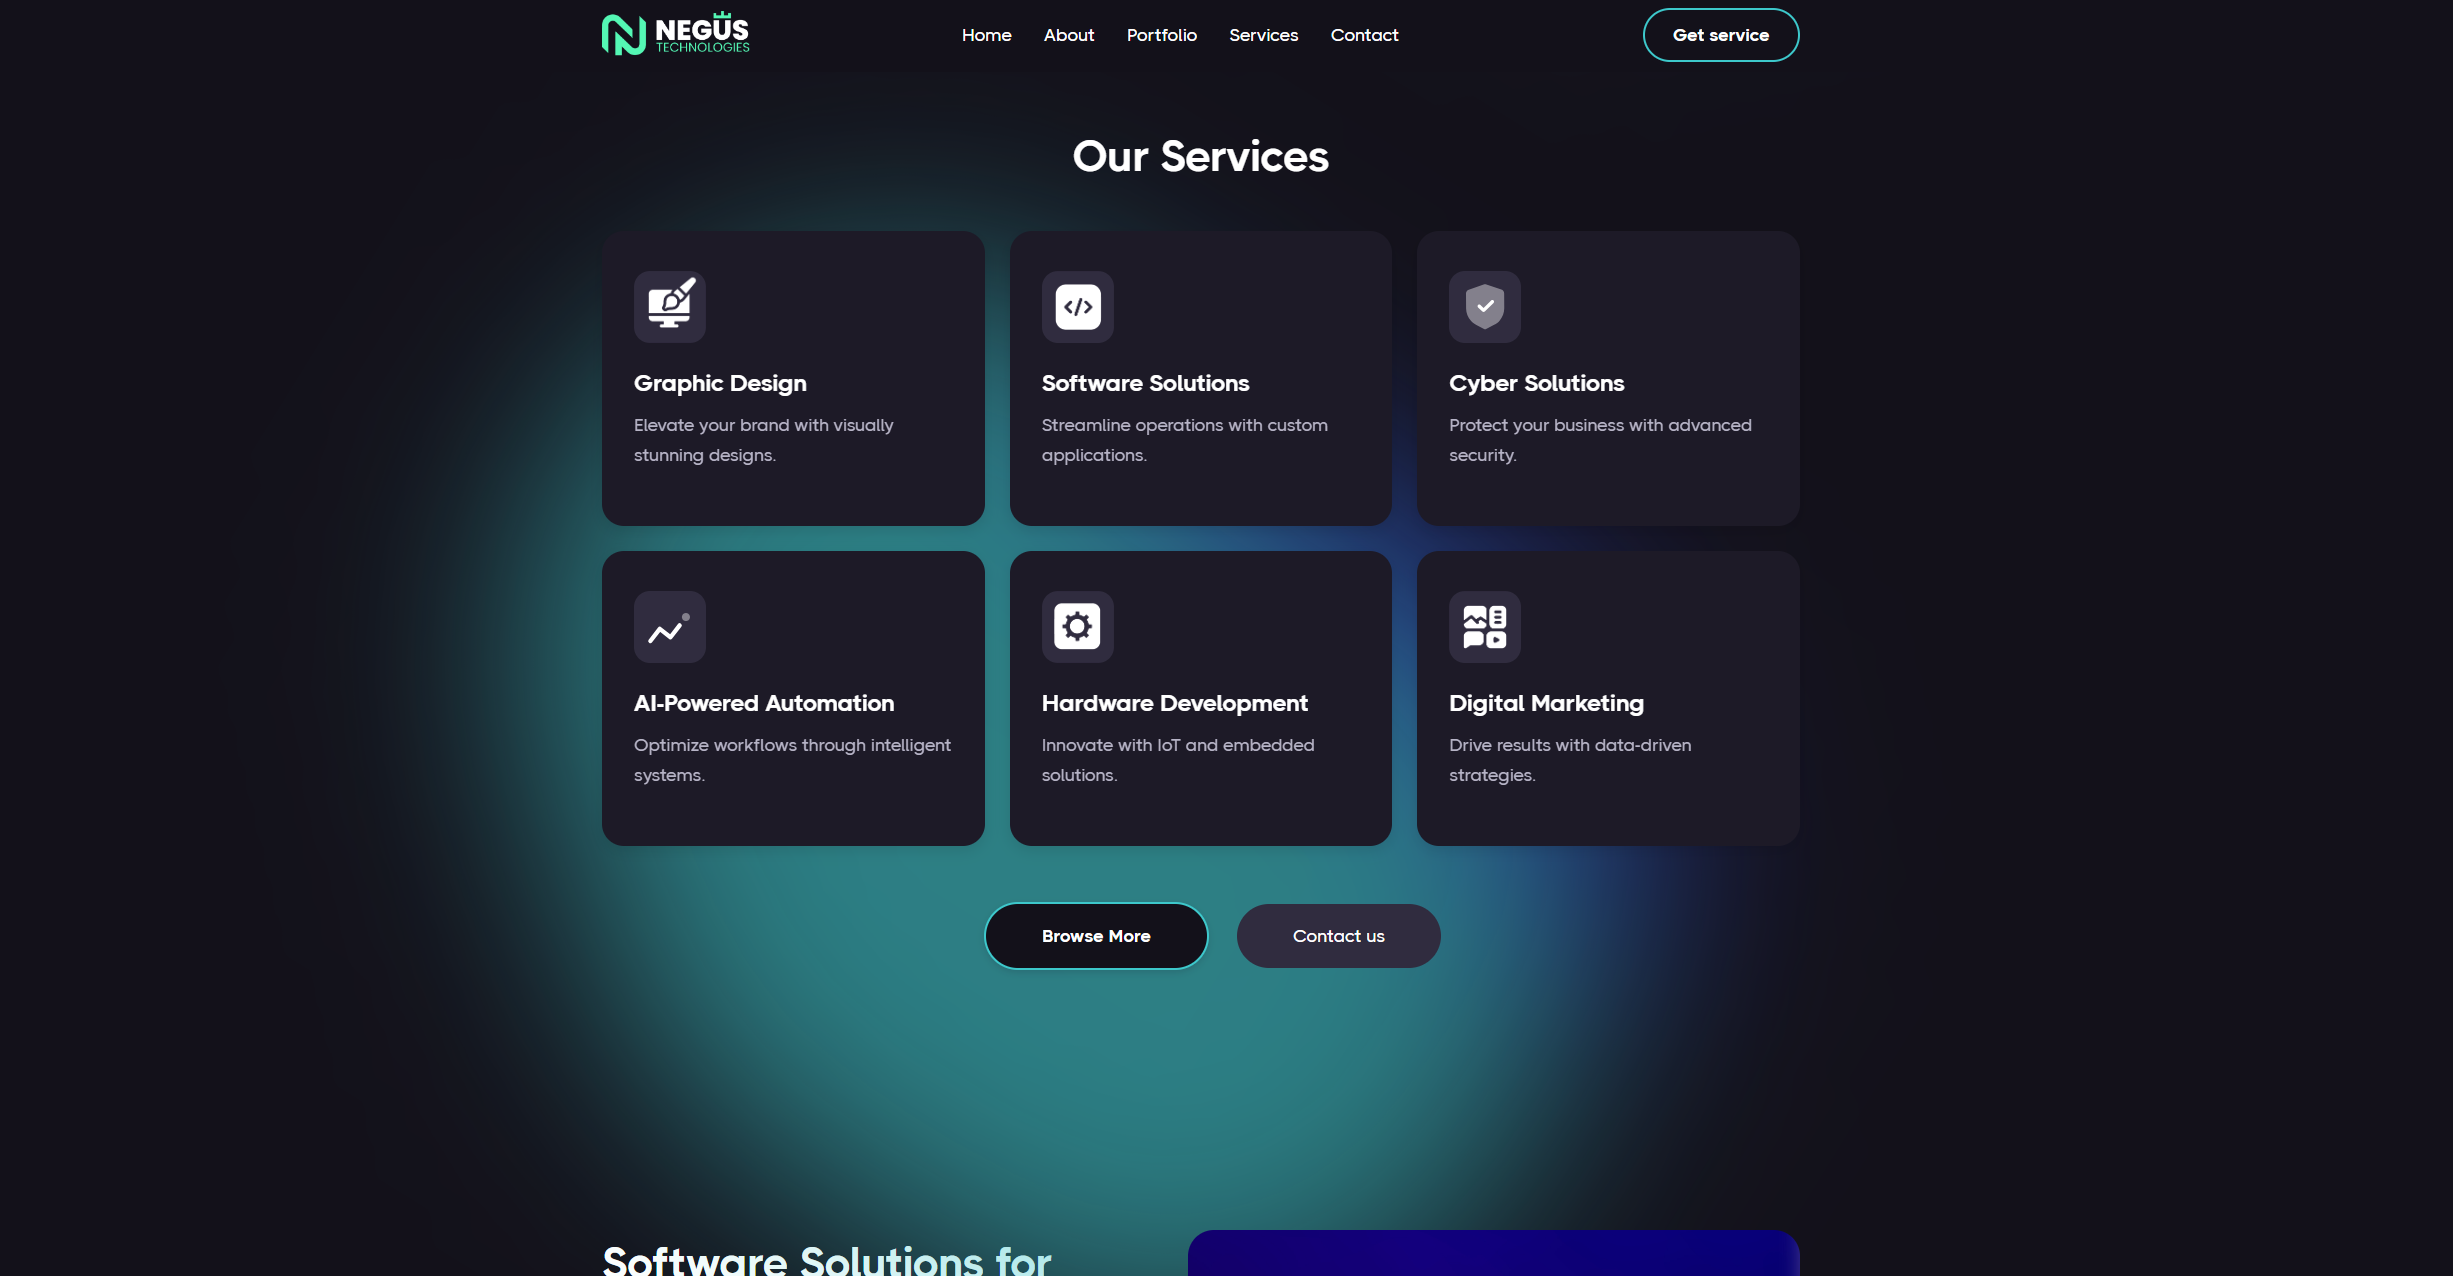 NEGUS
TECHNOLOGIES
Home About Portfolio Services Contact
Get service
Our Services
Graphic Design
Elevate your brand with visually
stunning designs.
Software Solutions
Streamline operations with custom
applications.
Cyber Solutions
Protect your business with advanced
security.
AI-Powered Automation
Optimize workflows through intelligent
systems.
Hardware Development
Innovate with IoT and embedded
solutions.
Digital Marketing
Drive results with data-driven
strategies.
Browse More
Contact us
Software Solutions for